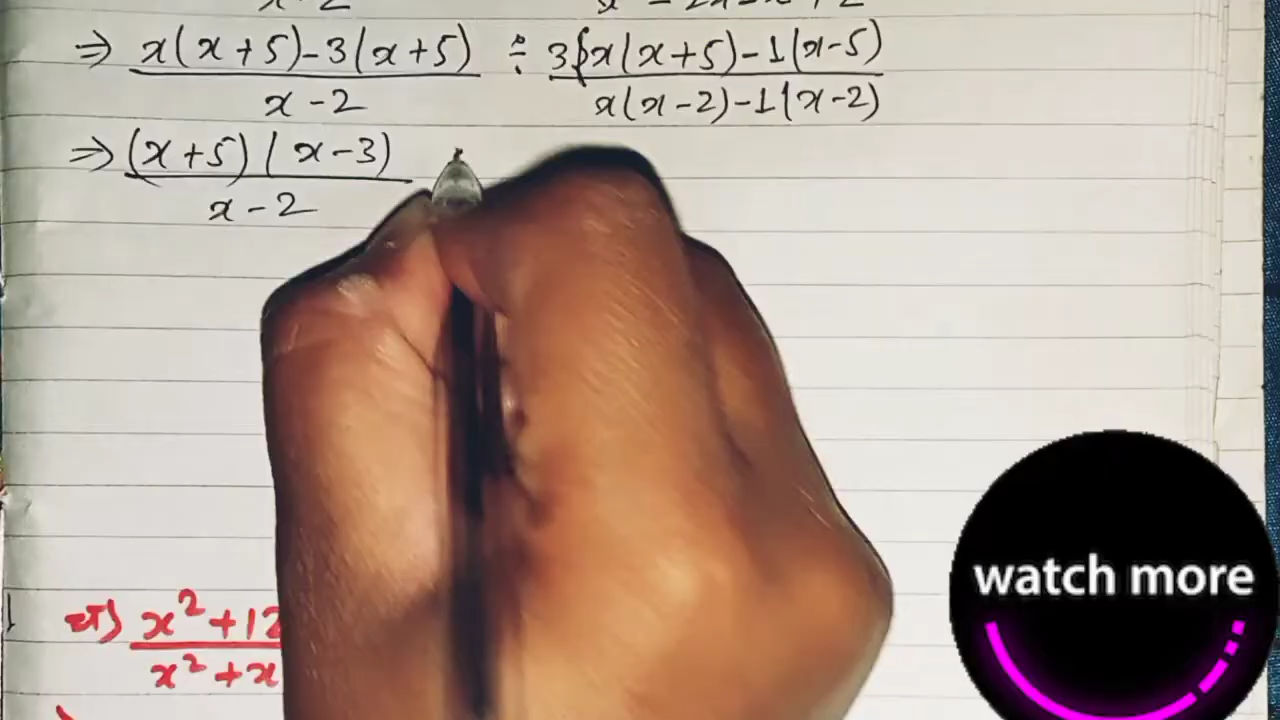 ⇒ x(x+5)-3(x+5) ÷ 3{x(x+5)-1(x-5)
x-2 x(x-2)-1(x-2)
⇒ (x+5)(x-3)
x-2
x²+12
x²+x
watch more